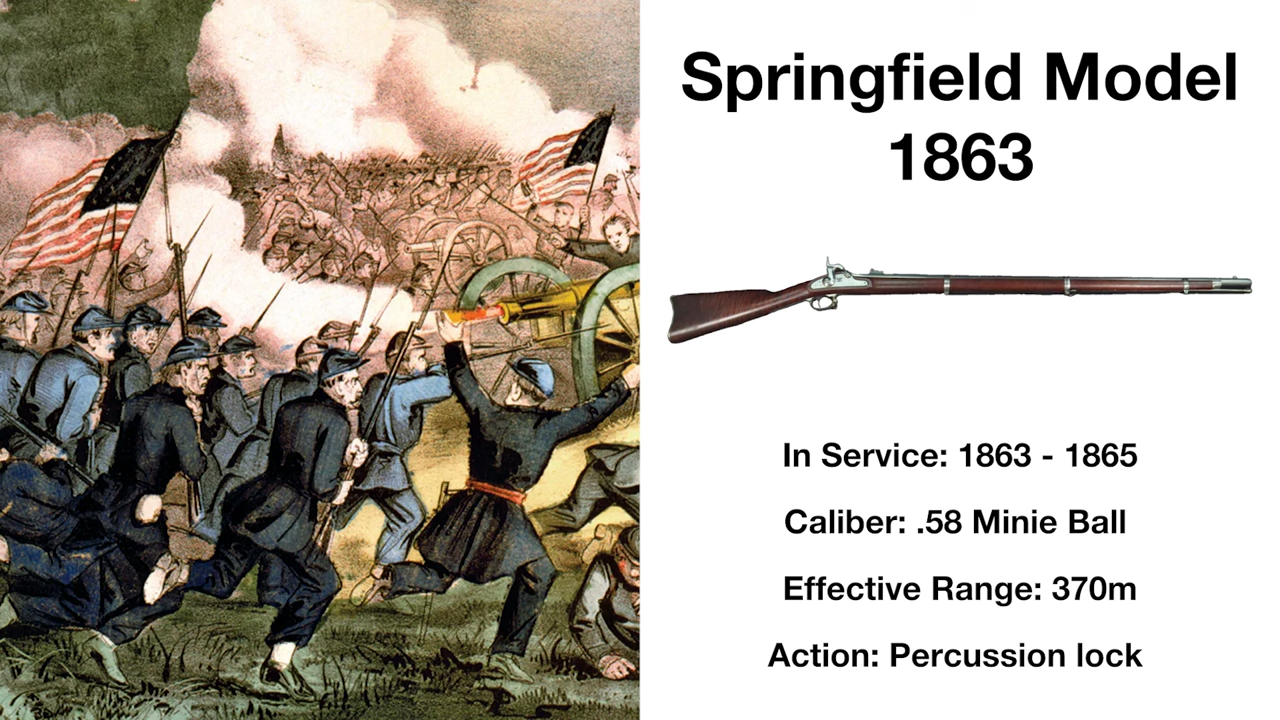 Springfield Model
1863
In Service: 1863 - 1865
Caliber: .58 Minie Ball
Effective Range: 370m
Action: Percussion lock